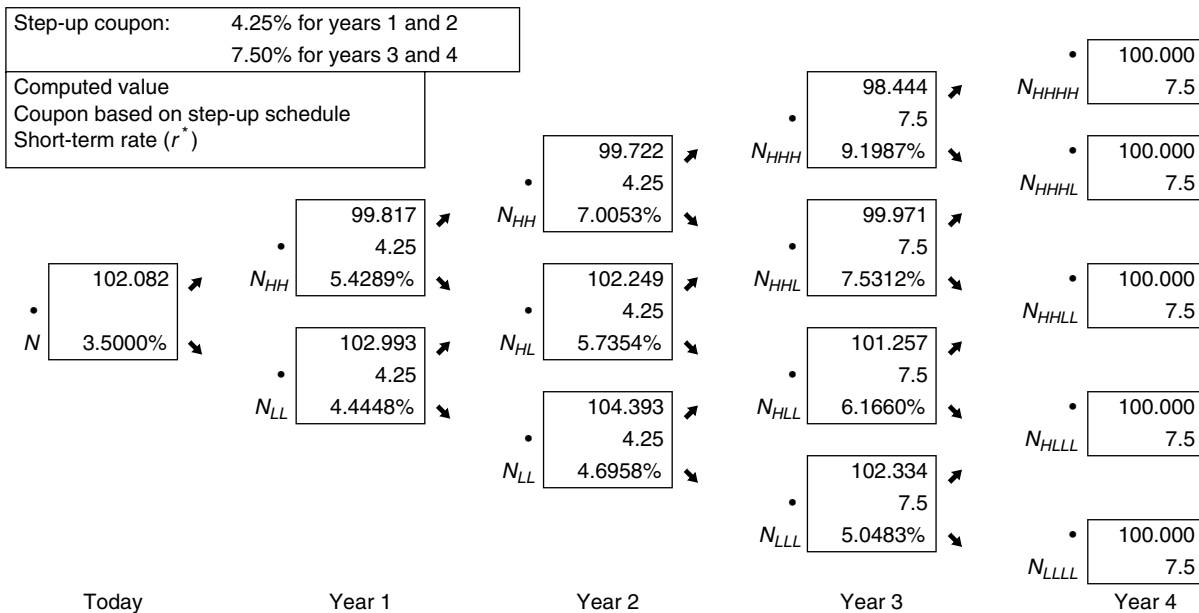 Step-up coupon: 4.25% for years 1 and 2
7.50% for years 3 and 4
Computed value
Coupon based on step-up schedule
Short-term rate (r*)
102.082
• N 3.5000%
99.817
• 4.25
N_HH 5.4289%
102.993
• 4.25
N_LL 4.4448%
99.722
• 4.25
N_HH 7.0053%
102.249
• 4.25
N_HL 5.7354%
104.393
• 4.25
N_LL 4.6958%
98.444
• 7.5
N_HHH 9.1987%
99.971
• 7.5
N_HHL 7.5312%
101.257
• 7.5
N_HLL 6.1660%
102.334
• 7.5
N_LLL 5.0483%
• 100.000
N_HHHH 7.5
• 100.000
N_HHHL 7.5
• 100.000
N_HHLL 7.5
• 100.000
N_HLLL 7.5
• 100.000
N_LLLL 7.5
Today Year 1 Year 2 Year 3 Year 4